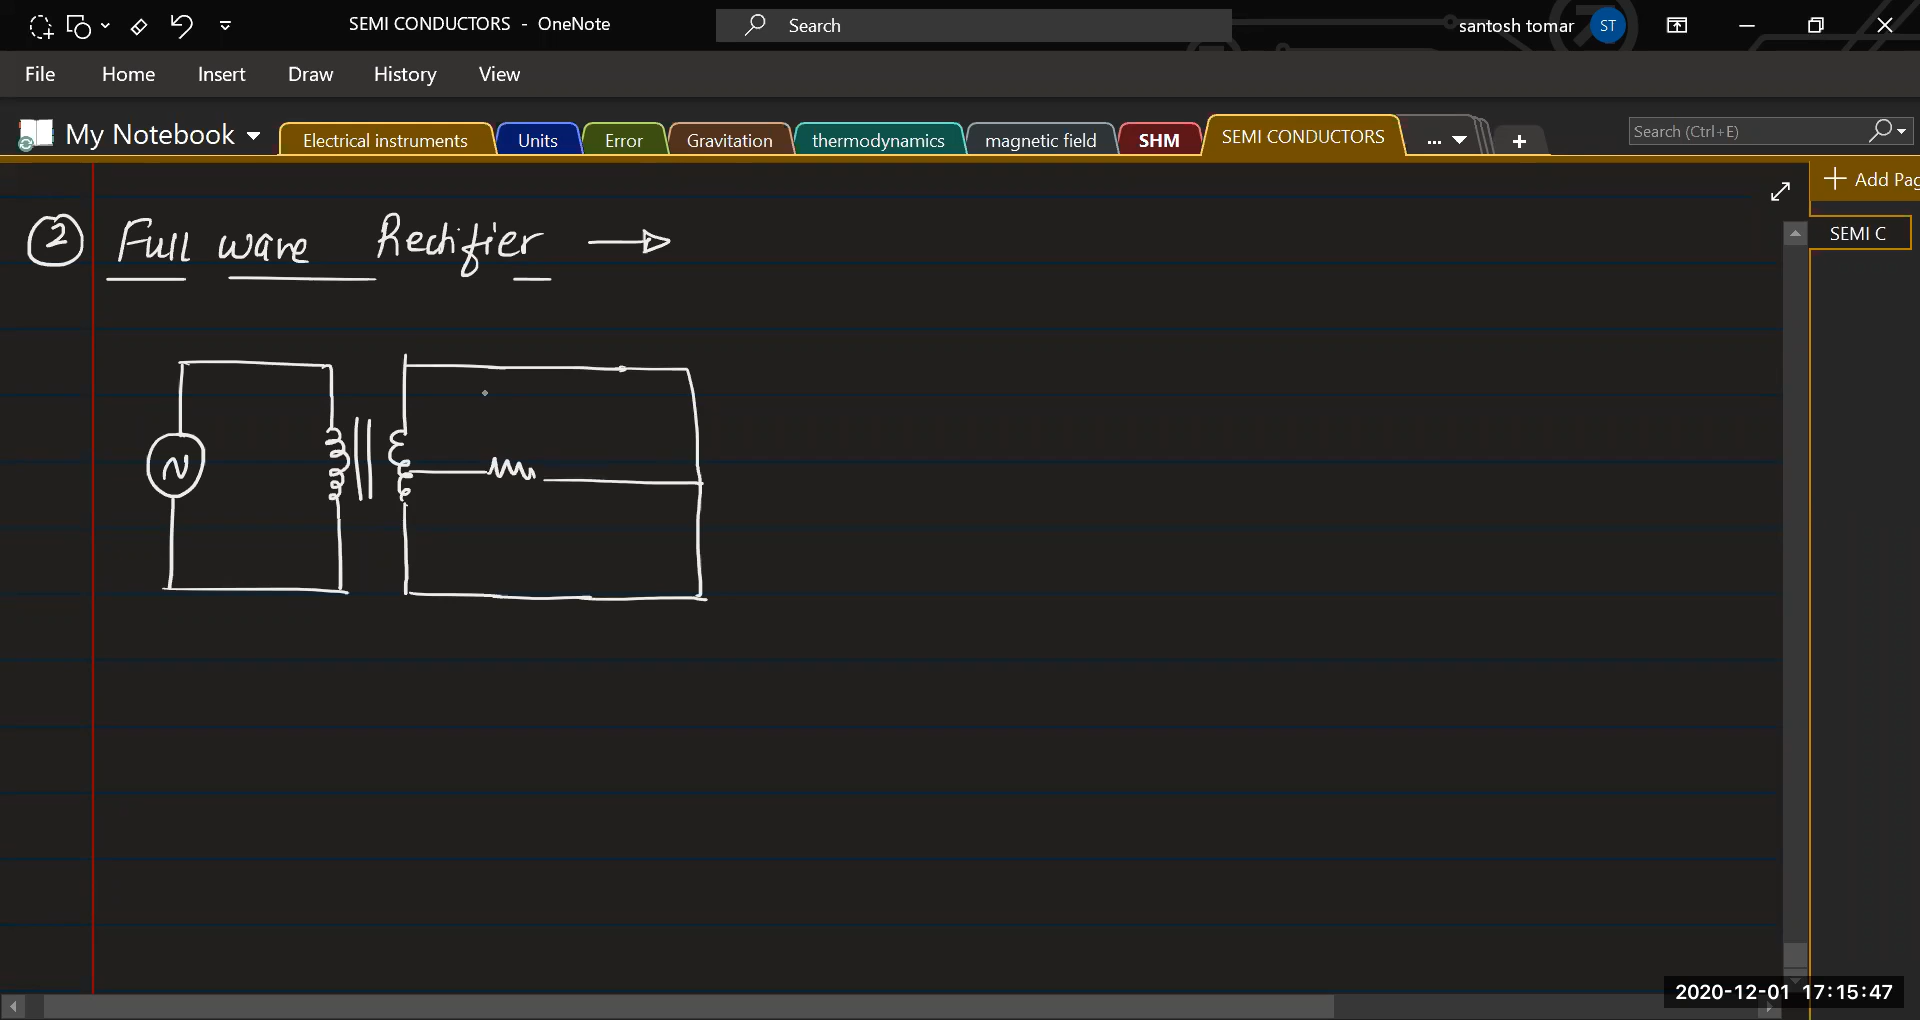 SEMI CONDUCTORS - OneNote
Search
santosh tomar ST
File Home Insert Draw History View
My Notebook
Electrical instruments Units Error Gravitation thermodynamics magnetic field SHM SEMI CONDUCTORS ... +
Search (Ctrl+E)
Add Pag
SEMI C
2 Full wave Rectifier →
2020-12-01 17:15:47